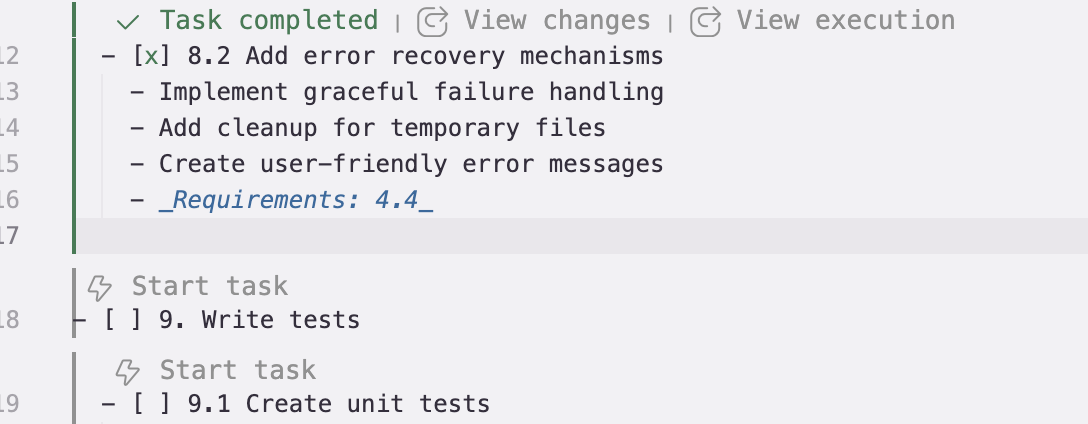 ✓ Task completed | View changes | View execution
12 - [x] 8.2 Add error recovery mechanisms
13 - Implement graceful failure handling
14 - Add cleanup for temporary files
15 - Create user-friendly error messages
16 - _Requirements: 4.4_
17
Start task
18 - [ ] 9. Write tests
Start task
19 - [ ] 9.1 Create unit tests